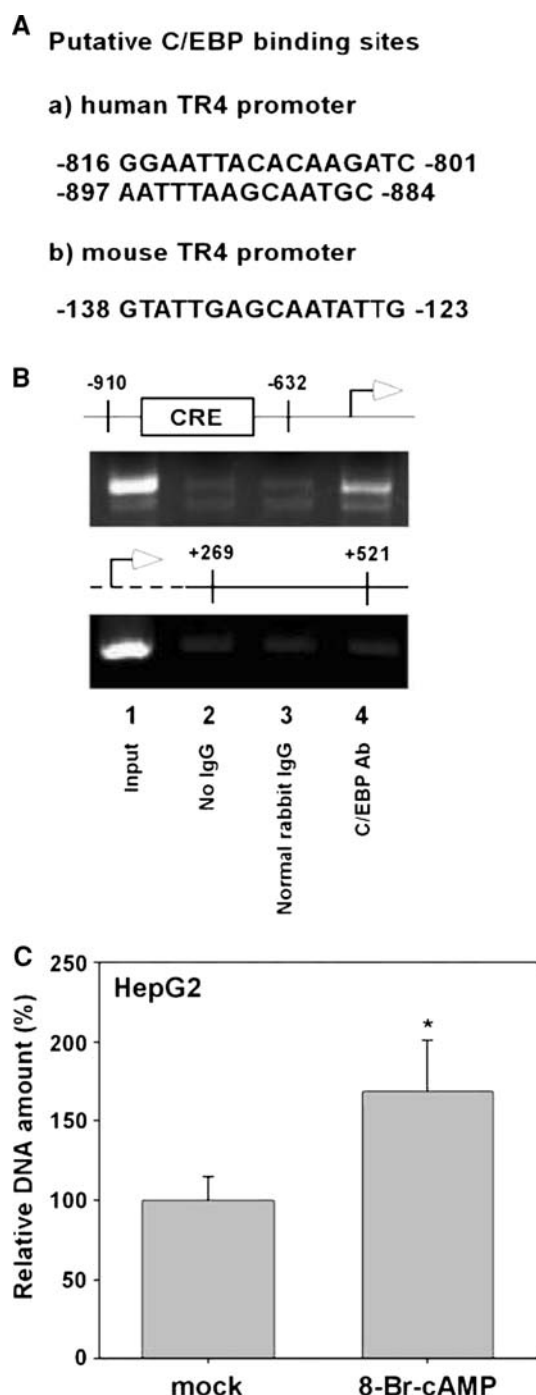 A Putative C/EBP binding sites
a) human TR4 promoter
-816 GGAATTACACAAGATC -801
-897 AATTTAAGCAATGC -884
b) mouse TR4 promoter
-138 GTATTGAGCAATATTG -123
B
-910 -632
CRE
+269 +521
1 2 3 4
Input
No IgG
Normal rabbit IgG
C/EBP Ab
C
HepG2
*
Relative DNA amount (%)
250
200
150
100
50
0
mock 8-Br-cAMP